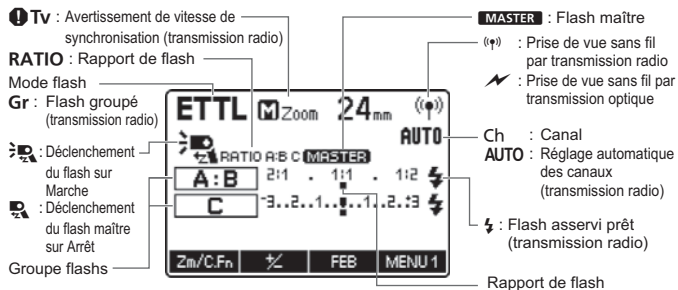 Tv : Avertissement de vitesse de
synchronisation (transmission radio)
RATIO : Rapport de flash
Mode flash
Gr : Flash groupé
(transmission radio)
: Déclenchement
du flash sur
Marche
: Déclenchement
du flash maître
sur Arrêt
Groupe flashs
ETTL M Zoom 24mm
AUTO
RATIO A:B C MASTER
A:B 2:1 . 1:1 . 1:2
C -3..2..1..▮..1..2.:3
Zm/C.Fn +/- FEB MENU 1
MASTER : Flash maître
: Prise de vue sans fil
par transmission radio
: Prise de vue sans fil par
transmission optique
Ch : Canal
AUTO : Réglage automatique
des canaux
(transmission radio)
: Flash asservi prêt
(transmission radio)
Rapport de flash